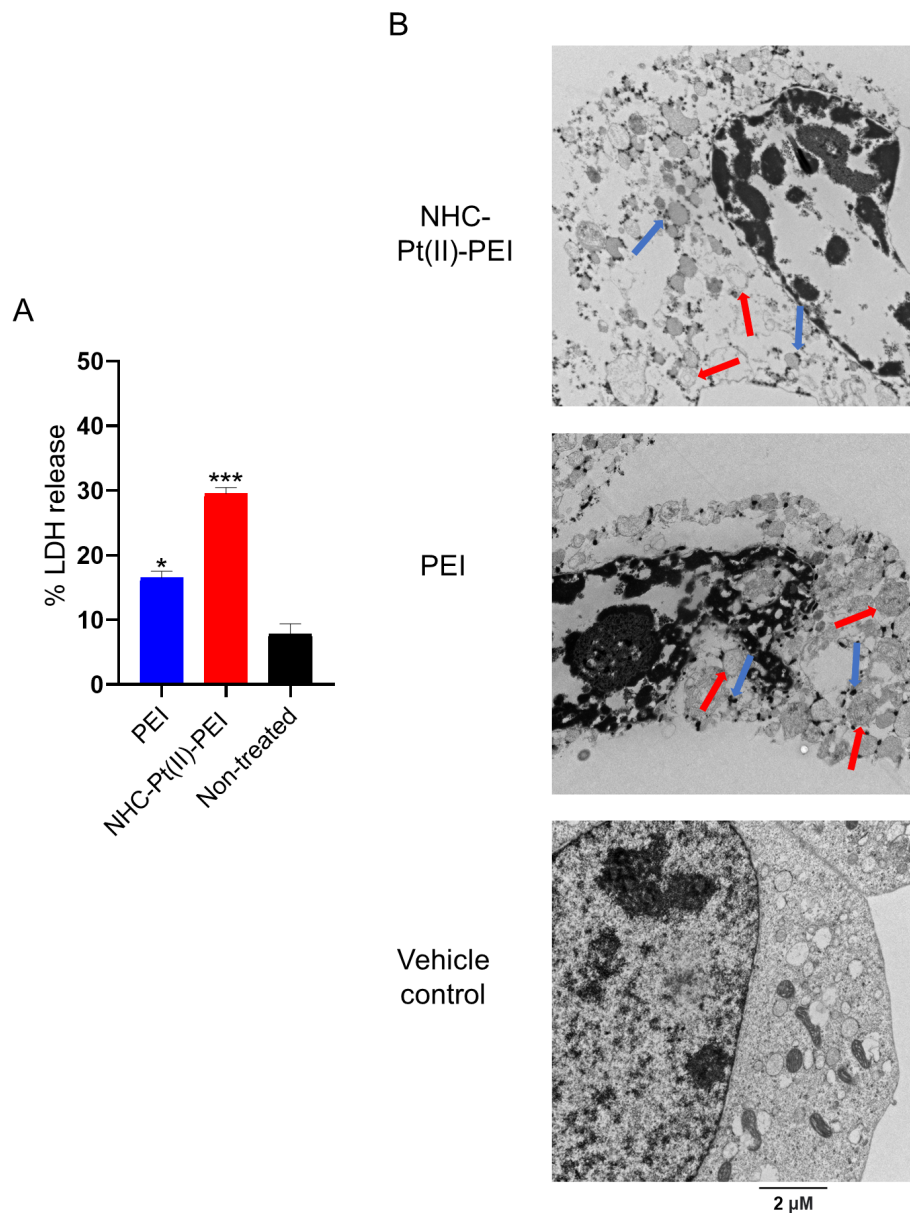 B
NHC-
Pt(II)-PEI
A
50
40
30
20
10
0
% LDH release
*
***
PEI
NHC-Pt(II)-PEI
Non-treated
PEI
Vehicle
control
2 µM